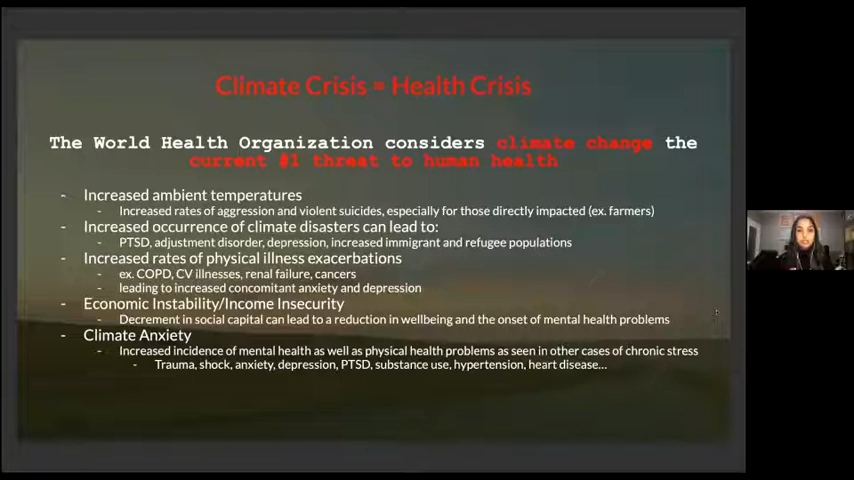 Climate Crisis = Health Crisis
The World Health Organization considers climate change the
current #1 threat to human health
- Increased ambient temperatures
- Increased rates of aggression and violent suicides, especially for those directly impacted (ex. farmers)
- Increased occurrence of climate disasters can lead to:
- PTSD, adjustment disorder, depression, increased immigrant and refugee populations
- Increased rates of physical illness exacerbations
- ex. COPD, CV illnesses, renal failure, cancers
- leading to increased concomitant anxiety and depression
- Economic Instability/Income Insecurity
- Decrement in social capital can lead to a reduction in wellbeing and the onset of mental health problems
- Climate Anxiety
- Increased incidence of mental health as well as physical health problems as seen in other cases of chronic stress
- Trauma, shock, anxiety, depression, PTSD, substance use, hypertension, heart disease...